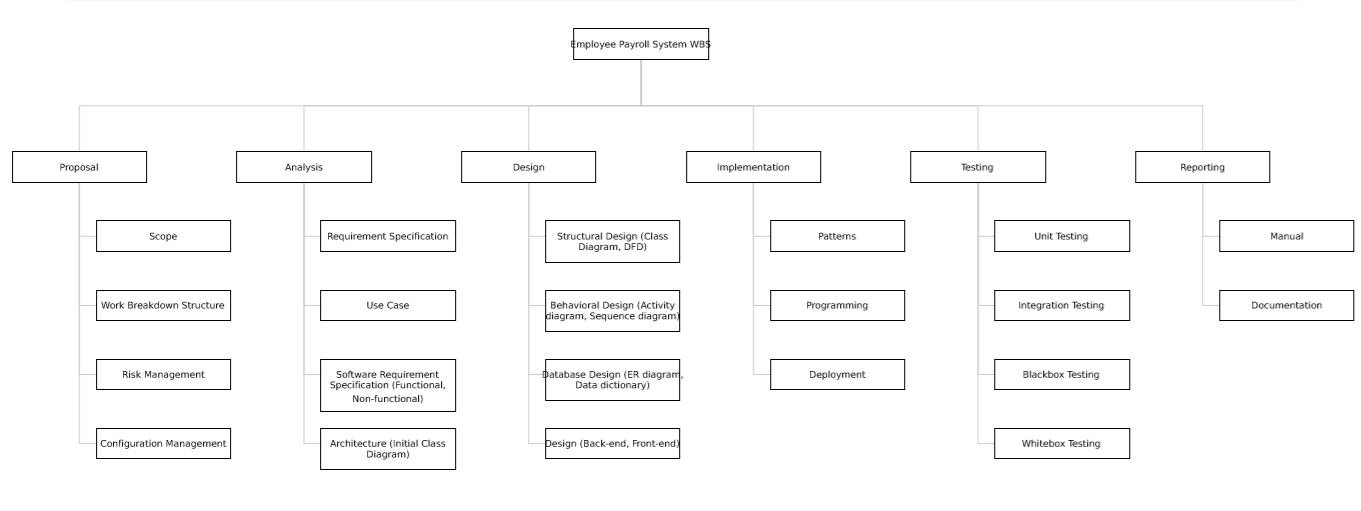 Employee Payroll System WBS
Proposal
Analysis
Design
Implementation
Testing
Reporting
Scope
Work Breakdown Structure
Risk Management
Configuration Management
Requirement Specification
Use Case
Software Requirement
Specification (Functional,
Non-functional)
Architecture (Initial Class
Diagram)
Structural Design (Class
Diagram, DFD)
Behavioral Design (Activity
diagram, Sequence diagram)
Database Design (ER diagram,
Data dictionary)
Design (Back-end, Front-end)
Patterns
Programming
Deployment
Unit Testing
Integration Testing
Blackbox Testing
Whitebox Testing
Manual
Documentation